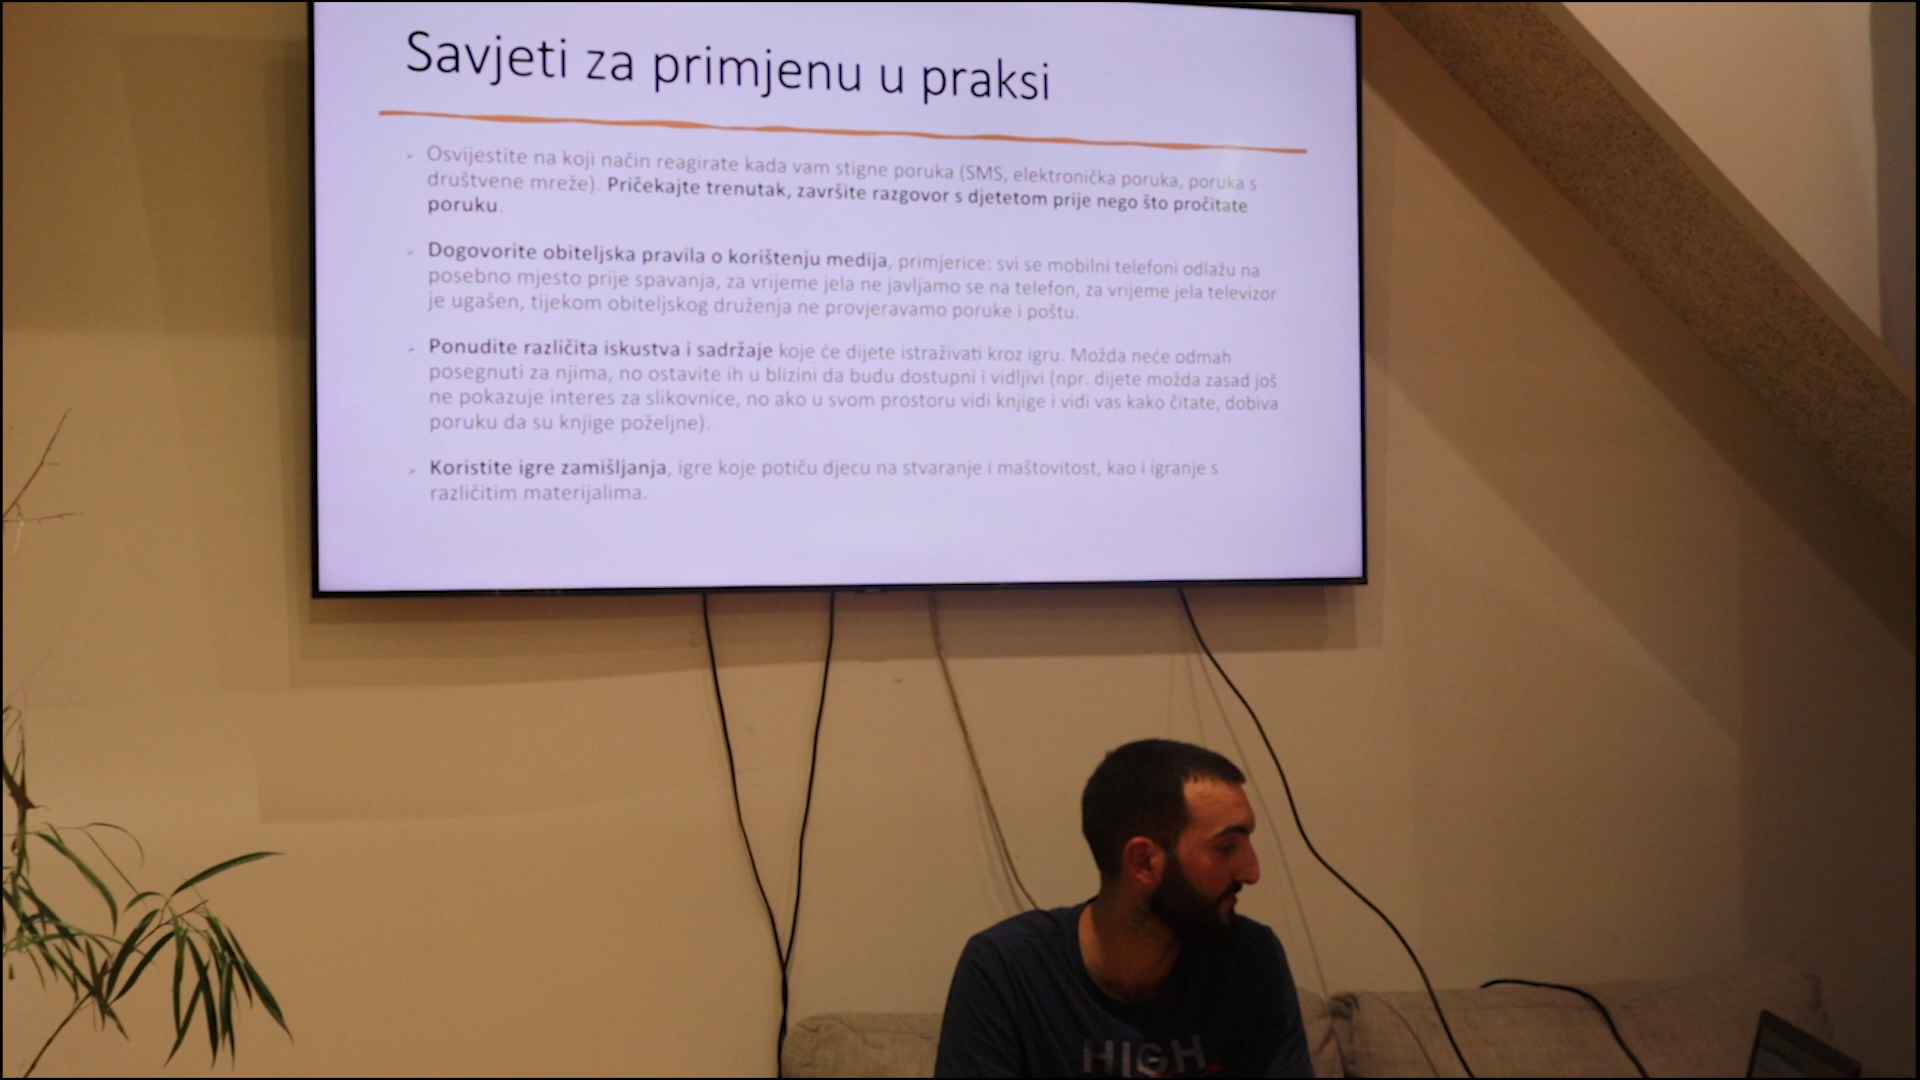 Savjeti za primjenu u praksi
Osvijestite na koji način reagirate kada vam stigne poruka (SMS, elektronička poruka, poruka s
društvene mreže). Pričekajte trenutak, završite razgovor s djetetom prije nego što pročitate
poruku.
Dogovorite obiteljska pravila o korištenju medija, primjerice: svi se mobilni telefoni odlažu na
posebno mjesto prije spavanja, za vrijeme jela ne javljamo se na telefon, za vrijeme jela televizor
je ugašen, tijekom obiteljskog druženja ne provjeravamo poruke i poštu.
Ponudite različita iskustva i sadržaje koje će dijete istraživati kroz igru. Možda neće odmah
posegnuti za njima, no ostavite ih u blizini da budu dostupni i vidljivi (npr. dijete možda zasad još
ne pokazuje interes za slikovnice, no ako u svom prostoru vidi knjige i vidi vas kako čitate, dobiva
poruku da su knjige poželjne).
Koristite igre zamišljanja, igre koje potiču djecu na stvaranje i maštovitost, kao i igranje s
različitim materijalima.
HIGH